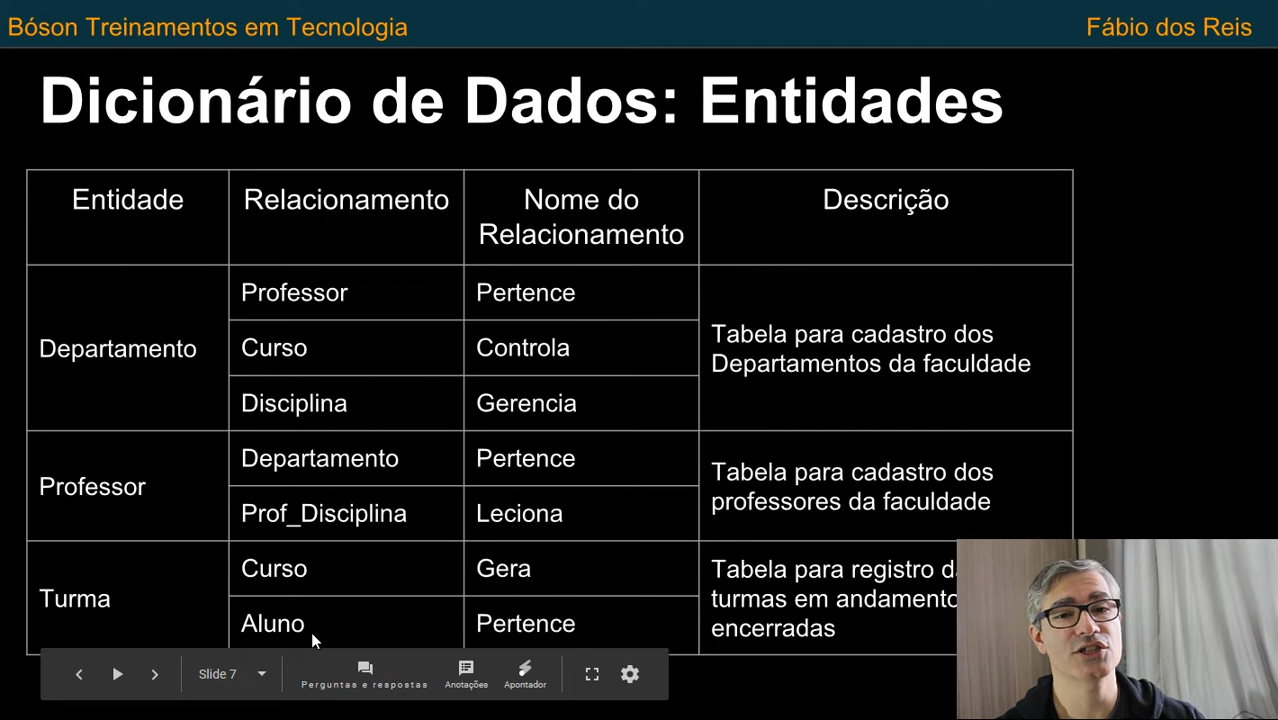 Bóson Treinamentos em Tecnologia
Fábio dos Reis
Dicionário de Dados: Entidades
Entidade
Relacionamento
Nome do
Relacionamento
Descrição
Departamento
Professor
Pertence
Curso
Controla
Disciplina
Gerencia
Tabela para cadastro dos
Departamentos da faculdade
Professor
Departamento
Pertence
Prof_Disciplina
Leciona
Tabela para cadastro dos
professores da faculdade
Turma
Curso
Gera
Aluno
Pertence
Tabela para registro
turmas em andamento
encerradas
Slide 7
Perguntas e respostas
Anotações
Apontador